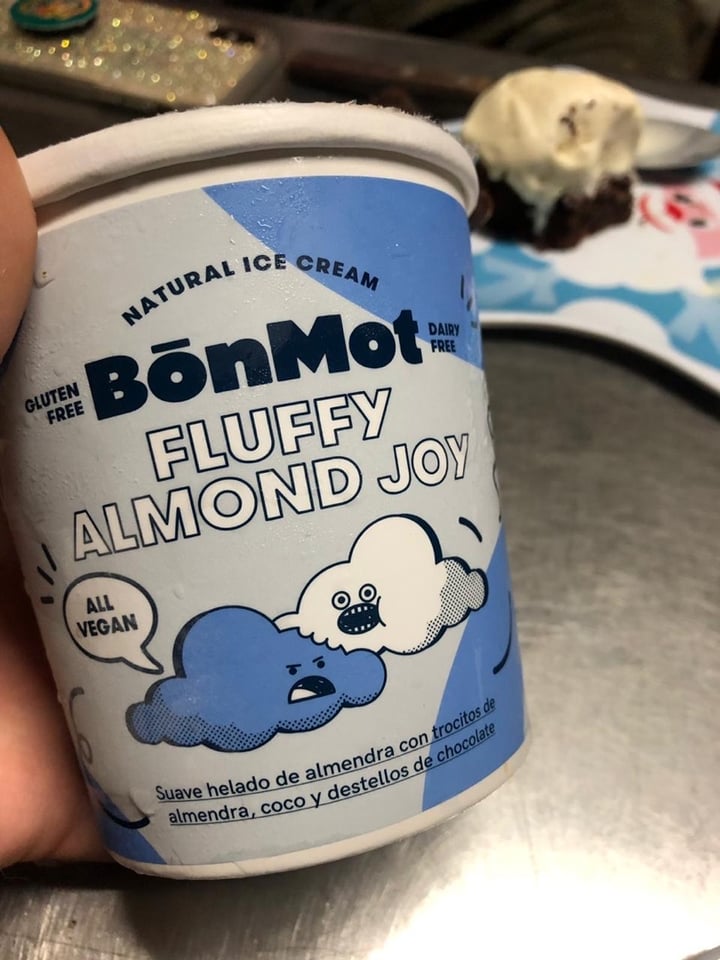 NATURAL ICE CREAM
GLUTEN FREE
BōnMot
DAIRY FREE
FLUFFY
ALMOND JOY
ALL
VEGAN
Suave helado de almendra con trocitos de
almendra, coco y destellos de chocolate